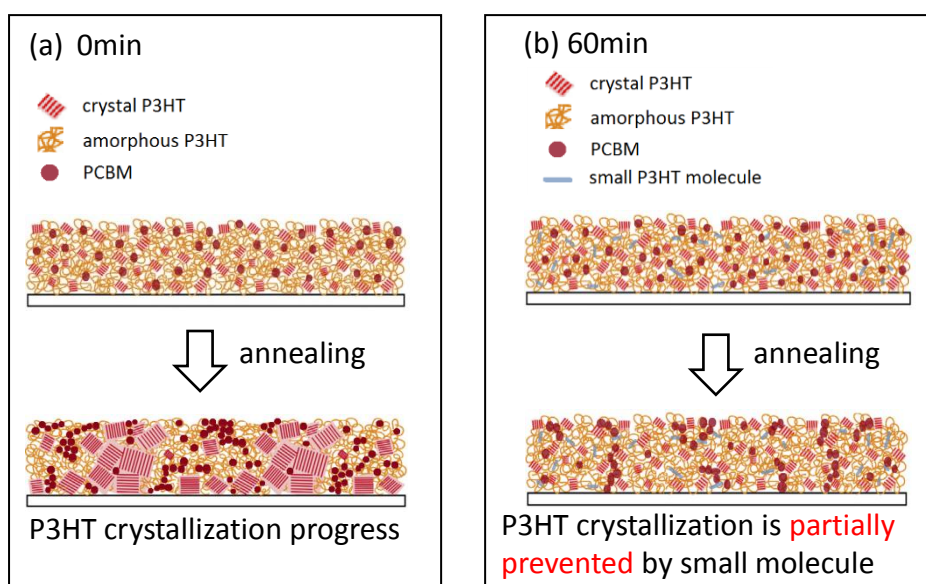 (a) 0min
crystal P3HT
amorphous P3HT
PCBM
annealing
P3HT crystallization progress
(b) 60min
crystal P3HT
amorphous P3HT
PCBM
small P3HT molecule
annealing
P3HT crystallization is partially
prevented by small molecule